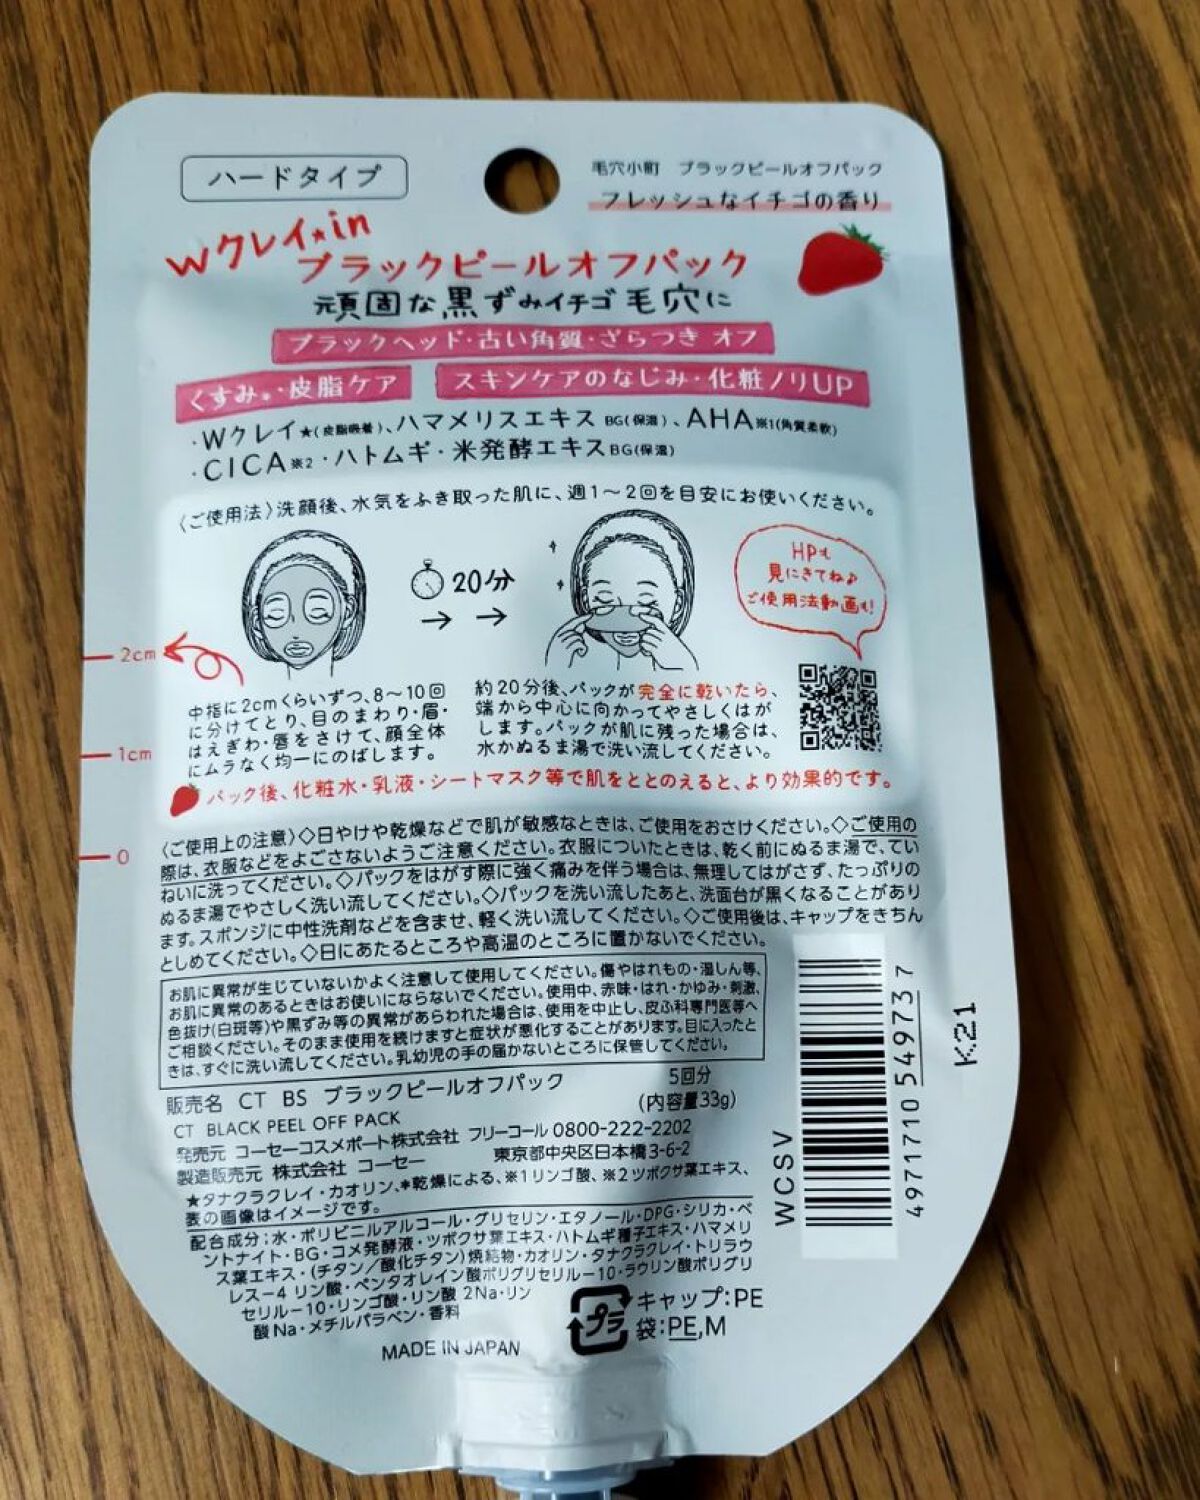 ハードタイプ
毛穴小町 ブラックピールオフパック
フレッシュなイチゴの香り
Wクレイ★in
ブラックピールオフパック
頑固な黒ずみイチゴ毛穴に
ブラックヘッド・古い角質・ざらつき オフ
くすみ*・皮脂ケア
スキンケアのなじみ・化粧ノリUP
・Wクレイ★(皮脂吸着)、ハマメリスエキスBG(保湿)、AHA※1(角質柔軟)
・CICA※2・ハトムギ・米発酵エキスBG(保湿)
〈ご使用法〉洗顔後、水気をふき取った肌に、週1〜2回を目安にお使いください。
20分
→ →
HPも
見にきてね♪
ご使用法動画も!
2cm
1cm
0
中指に2cmくらいずつ、8〜10回
に分けてとり、目のまわり・眉・
はえぎわ・唇をさけて、顔全体
にムラなく均一にのばします。
約20分後、パックが完全に乾いたら、
端から中心に向かってやさしくはが
します。パックが肌に残った場合は、
水かぬるま湯で洗い流してください。
パック後、化粧水・乳液・シートマスク等で肌をととのえると、より効果的です。
〈ご使用上の注意〉◇日やけや乾燥などで肌が敏感なときは、ご使用をおさけください。◇ご使用の
際は、衣服などをよごさないようご注意ください。衣服についたときは、乾く前にぬるま湯で、てい
ねいに洗ってください。◇パックをはがす際に強く痛みを伴う場合は、無理してはがさず、たっぷりの
ぬるま湯でやさしく洗い流してください。◇パックを洗い流したあと、洗面台が黒くなることがあり
ます。スポンジに中性洗剤などを含ませ、軽く洗い流してください。◇ご使用後は、キャップをきちん
としめてください。◇日にあたるところや高温のところに置かないでください。
お肌に異常が生じていないかよく注意して使用してください。傷やはれもの・湿しん等、
お肌に異常のあるときはお使いにならないでください。使用中、赤味・はれ・かゆみ・刺激、
色抜け(白斑等)や黒ずみ等の異常があらわれた場合は、使用を中止し、皮ふ科専門医等へ
ご相談ください。そのまま使用を続けますと症状が悪化することがあります。目に入ったと
きは、すぐに洗い流してください。乳幼児の手の届かないところに保管してください。
販売名 CT BS ブラックピールオフパック
5回分
CT BLACK PEEL OFF PACK
(内容量33g)
発売元 コーセーコスメポート株式会社 フリーコール 0800-222-2202
製造販売元 株式会社 コーセー 東京都中央区日本橋3-6-2
★タナクラクレイ・カオリン、*乾燥による、※1リンゴ酸、※2ツボクサ葉エキス、
裏の画像はイメージです。
配合成分:水・ポリビニルアルコール・グリセリン・エタノール・DPG・シリカ・ベ
ントナイト・BG・コメ発酵液・ツボクサ葉エキス・ハトムギ種子エキス・ハマメリ
ス葉エキス・(チタン/酸化チタン)焼結物・カオリン・タナクラクレイ・トリラウ
レス-4 リン酸・ペンタオレイン酸ポリグリセリル-10・ラウリン酸ポリグリ
セリル-10・リンゴ酸・リン酸 2Na・リン
酸Na・メチルパラベン・香料
MADE IN JAPAN
プラ
キャップ:PE
袋:PE,M
WCSV
4971710 549737
K21